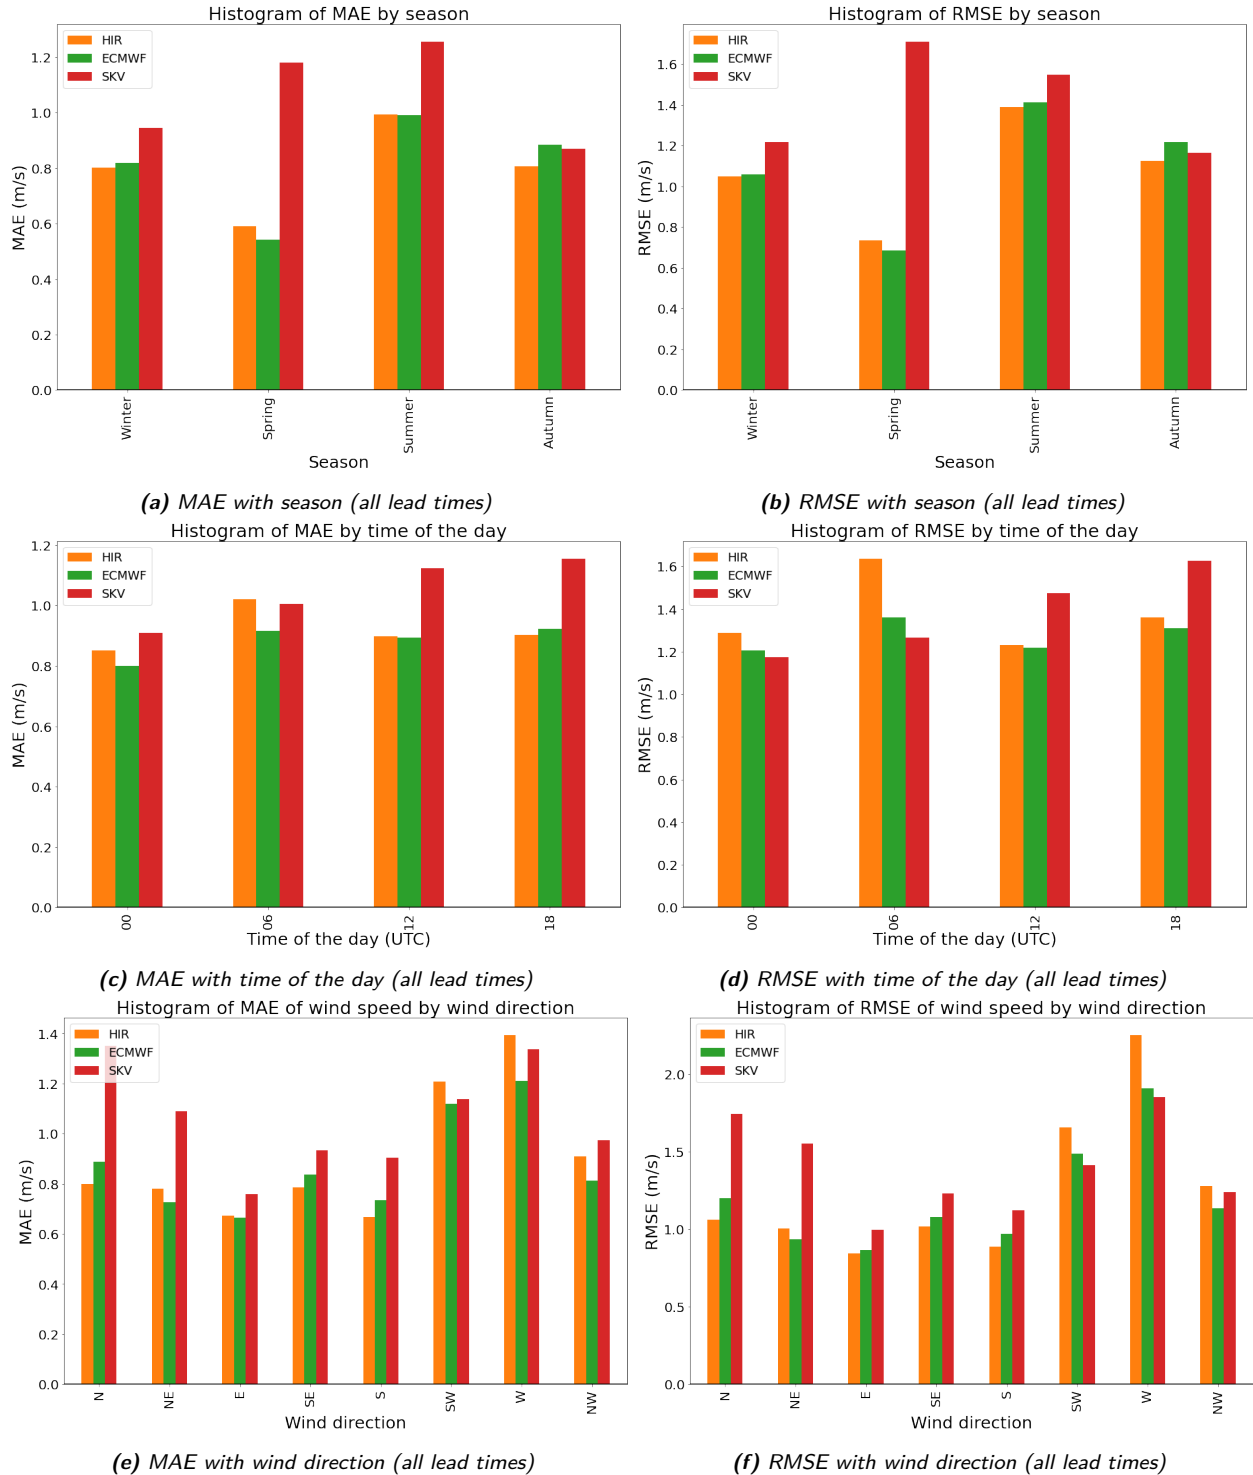 Histogram of MAE by season
HIR
ECMWF
SKV
MAE (m/s)
1.2
1.0
0.8
0.6
0.4
0.2
0.0
Winter
Spring
Summer
Autumn
Season
(a) MAE with season (all lead times)
Histogram of RMSE by season
HIR
ECMWF
SKV
RMSE (m/s)
1.6
1.4
1.2
1.0
0.8
0.6
0.4
0.2
0.0
Winter
Spring
Summer
Autumn
Season
(b) RMSE with season (all lead times)
Histogram of MAE by time of the day
HIR
ECMWF
SKV
MAE (m/s)
1.2
1.0
0.8
0.6
0.4
0.2
0.0
00
06
12
18
Time of the day (UTC)
(c) MAE with time of the day (all lead times)
Histogram of RMSE by time of the day
HIR
ECMWF
SKV
RMSE (m/s)
1.6
1.4
1.2
1.0
0.8
0.6
0.4
0.2
0.0
00
06
12
18
Time of the day (UTC)
(d) RMSE with time of the day (all lead times)
Histogram of MAE of wind speed by wind direction
HIR
ECMWF
SKV
MAE (m/s)
1.4
1.2
1.0
0.8
0.6
0.4
0.2
0.0
N
NE
E
SE
S
SW
W
NW
Wind direction
(e) MAE with wind direction (all lead times)
Histogram of RMSE of wind speed by wind direction
HIR
ECMWF
SKV
RMSE (m/s)
2.0
1.5
1.0
0.5
0.0
N
NE
E
SE
S
SW
W
NW
Wind direction
(f) RMSE with wind direction (all lead times)